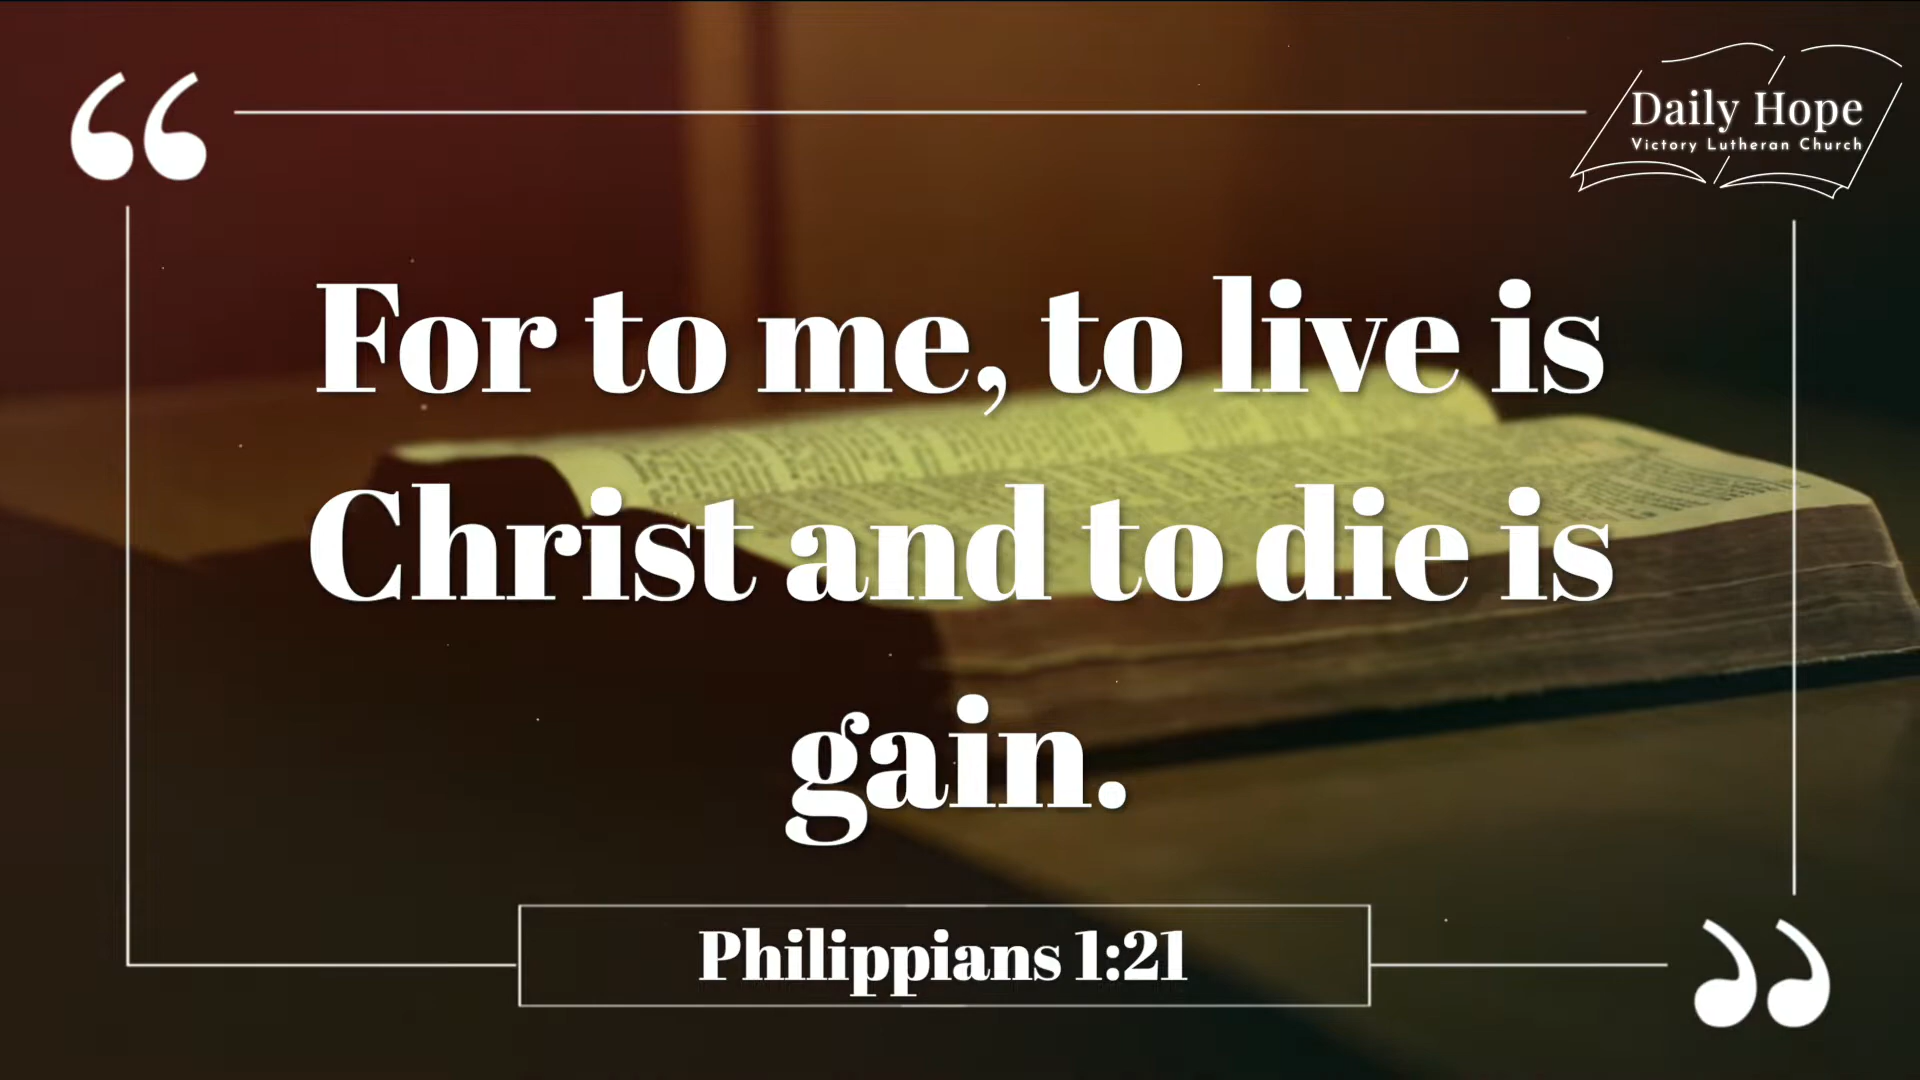 Daily Hope
Victory Lutheran Church
“
For to me, to live is
Christ and to die is
gain.
Philippians 1:21
”